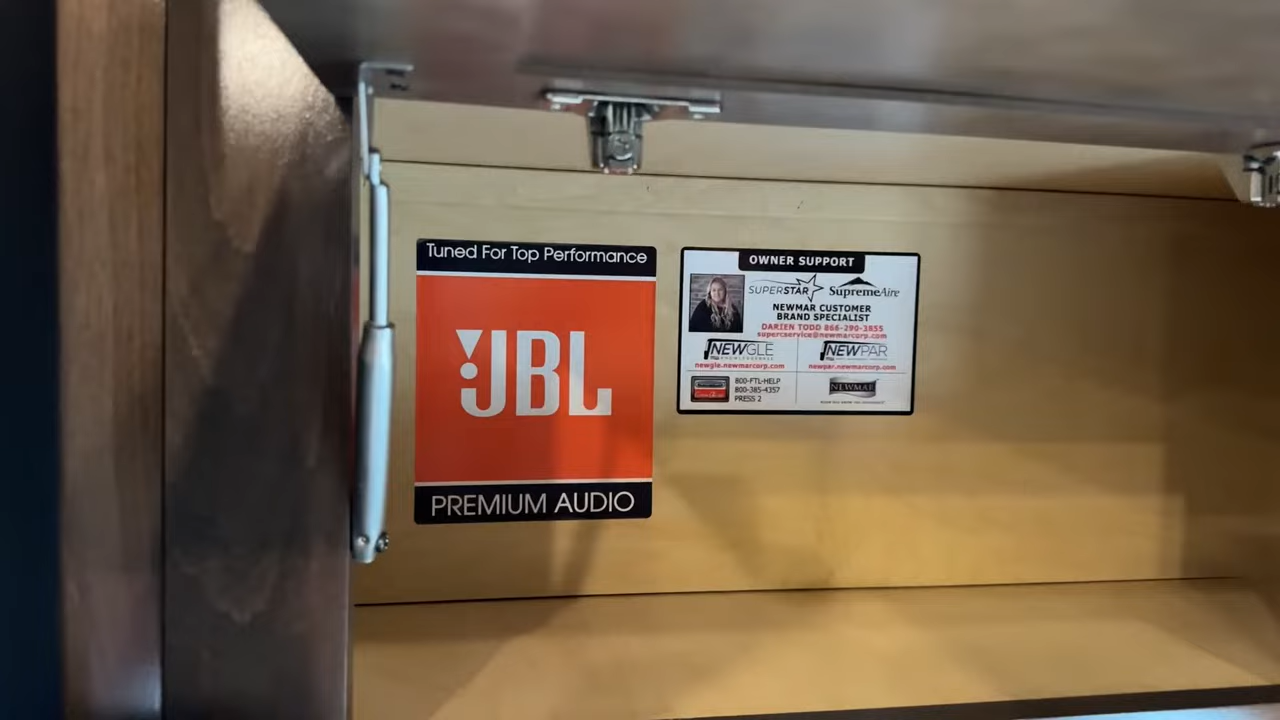 Tuned For Top Performance
JBL
PREMIUM AUDIO
OWNER SUPPORT
SUPERSTAR
SupremeAire
NEWMAR CUSTOMER
BRAND SPECIALIST
DARIEN TODD 866-290-3855
supercservice@newmarcorp.com
NEWGLE
NEWPAR
newgle.newmarcorp.com
newpar.newmarcorp.com
800-FTL-HELP
800-385-4357
PRESS 2
NEWMAR